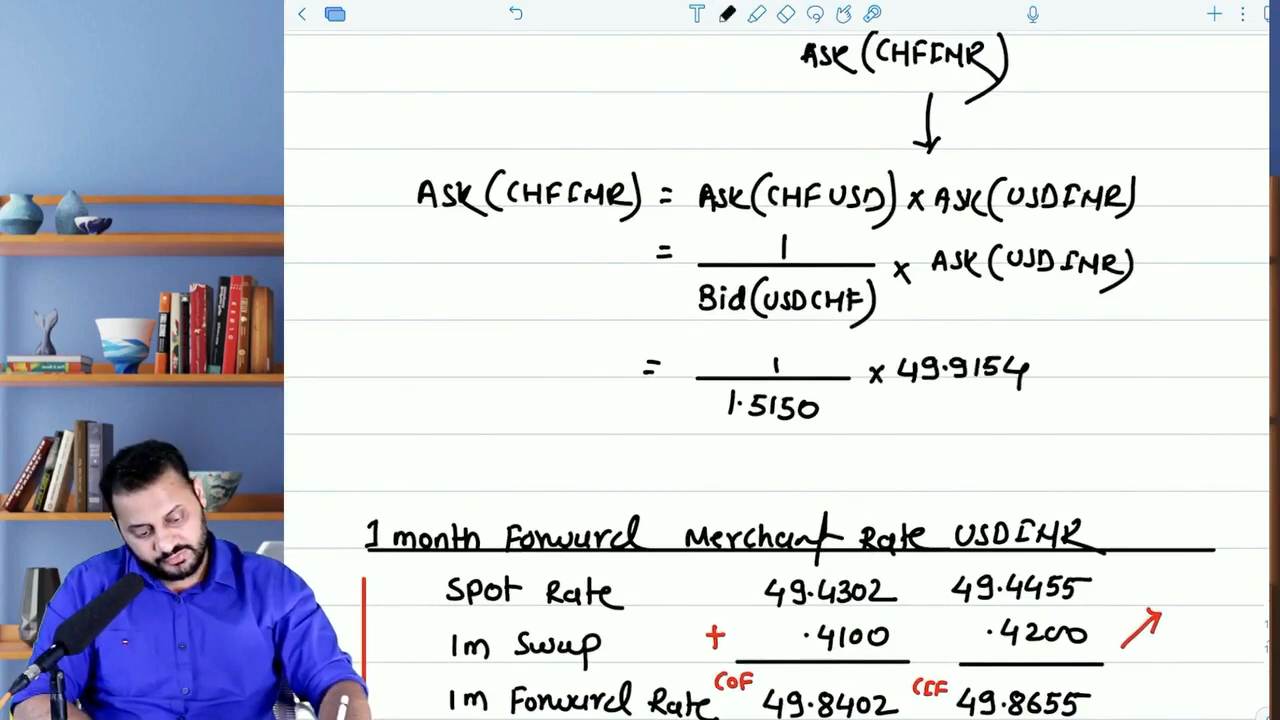 ASK (CHFINR)
ASK (CHFINR) = ASK (CHFUSD) × ASK (USDINR)
= 1 / Bid (USDCHF) × ASK (USDINR)
= 1 / 1.5150 × 49.9154
1 month Forward Merchant Rate USDINR
Spot Rate 49.4302 49.4455
1m Swap + .4100 .4200
1m Forward Rate COF 49.8402 CIF 49.8655